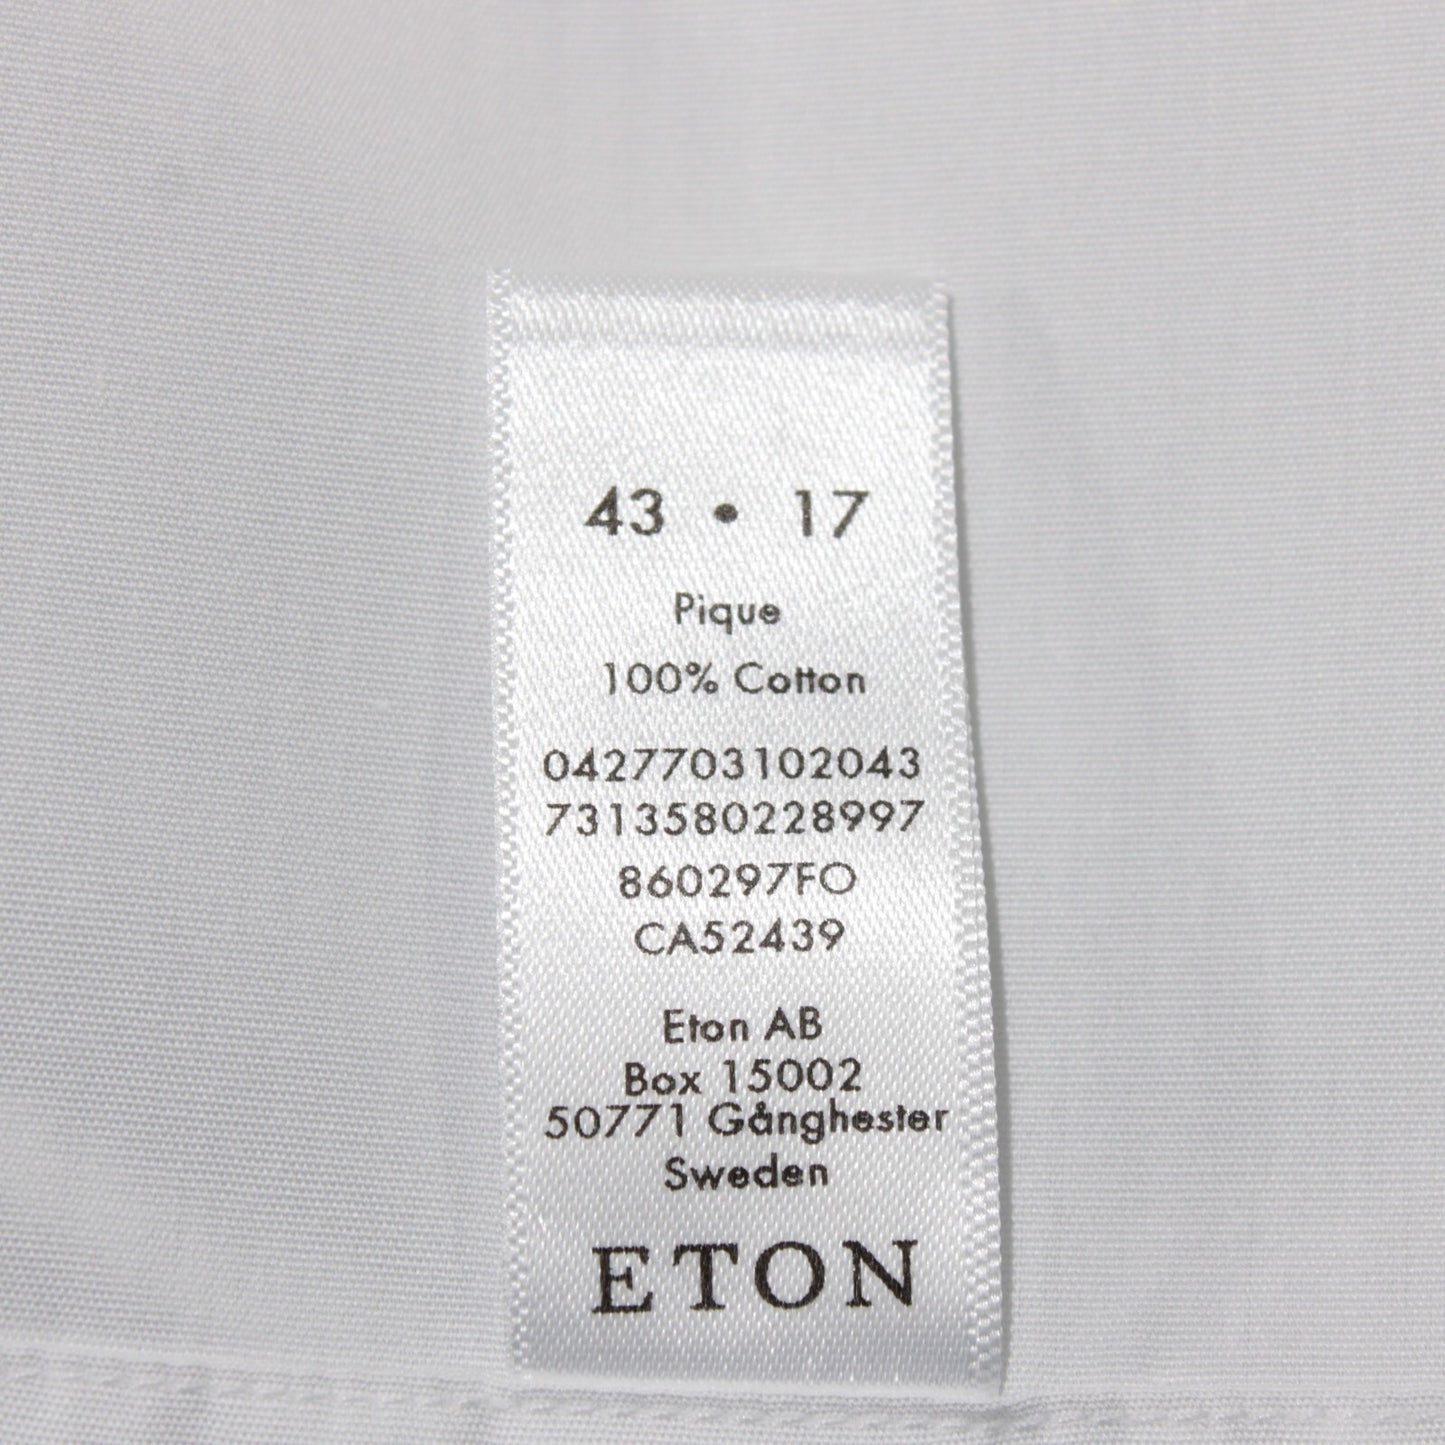 43 • 17
Pique
100% Cotton
0427703102043
7313580228997
860297FO
CA52439
Eton AB
Box 15002
50771 Gånghester
Sweden
ETON